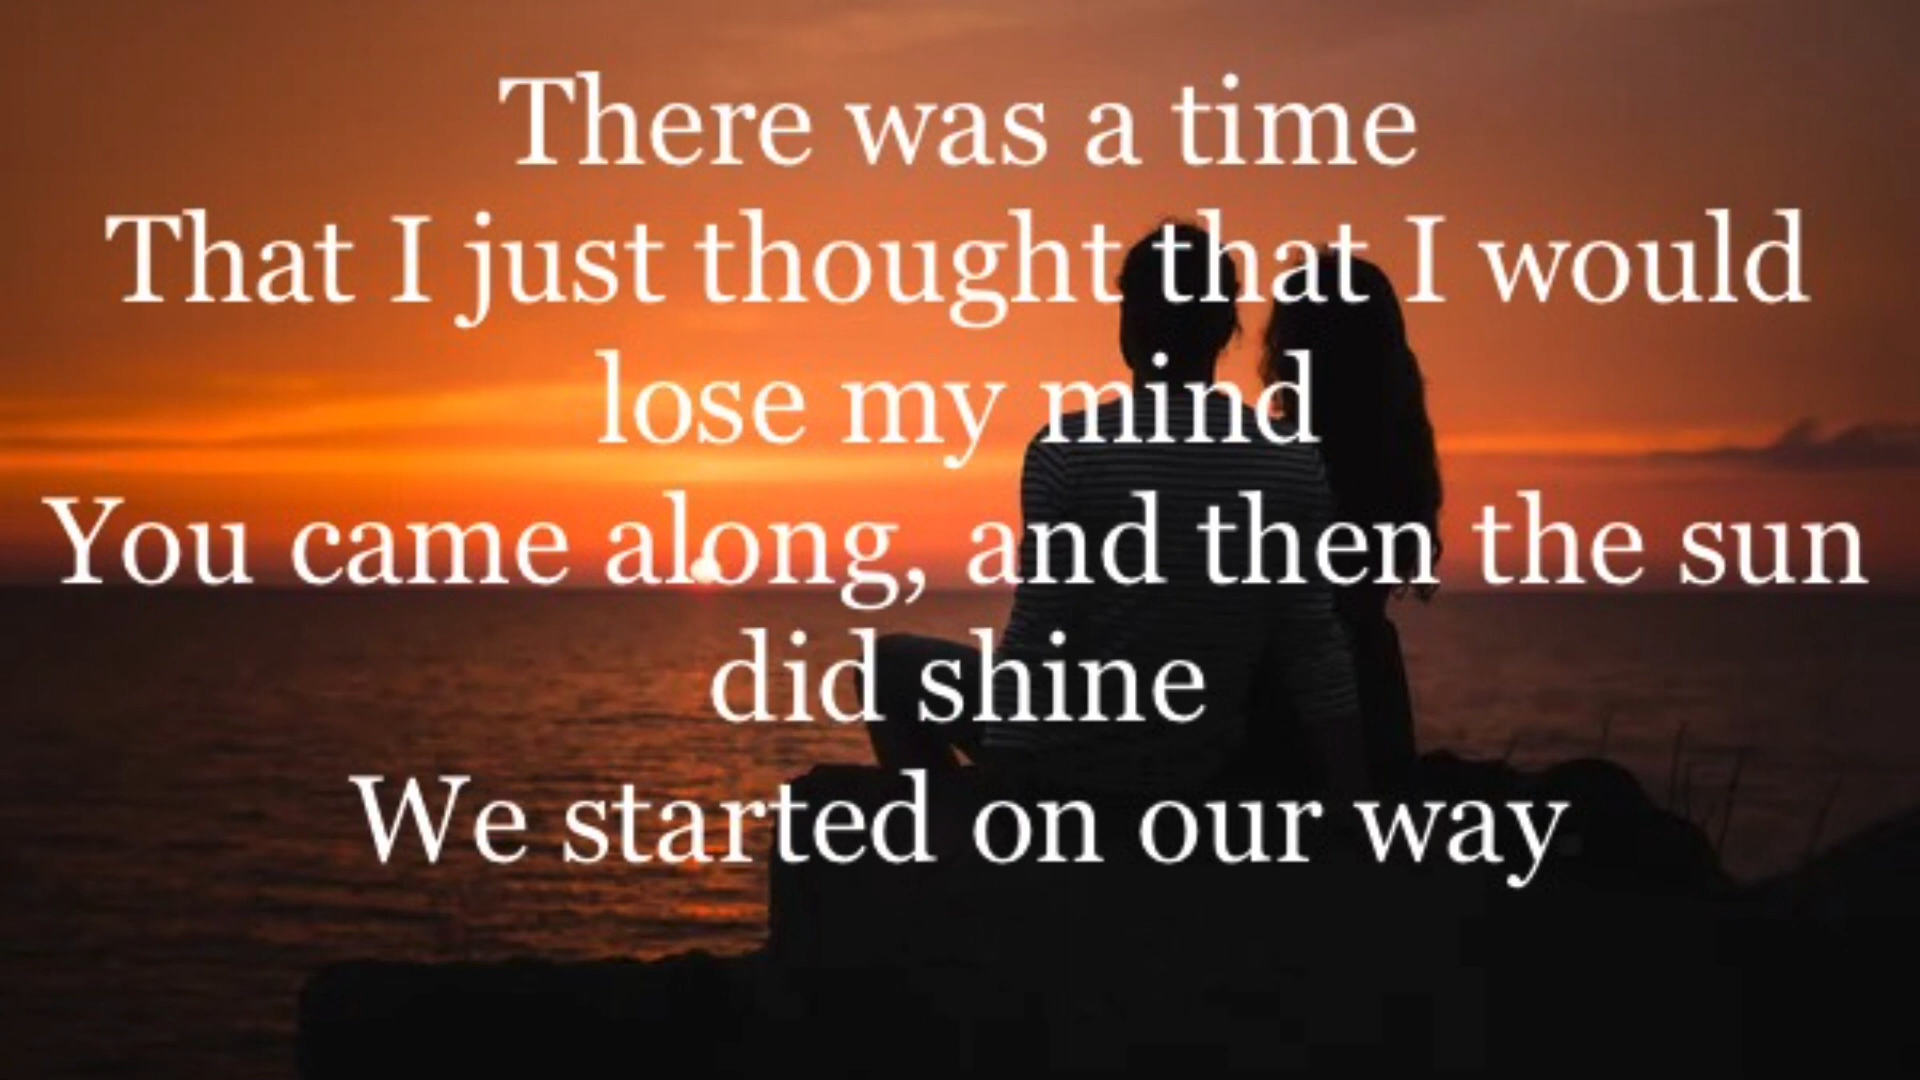 There was a time
That I just thought that I would
lose my mind
You came along, and then the sun
did shine
We started on our way